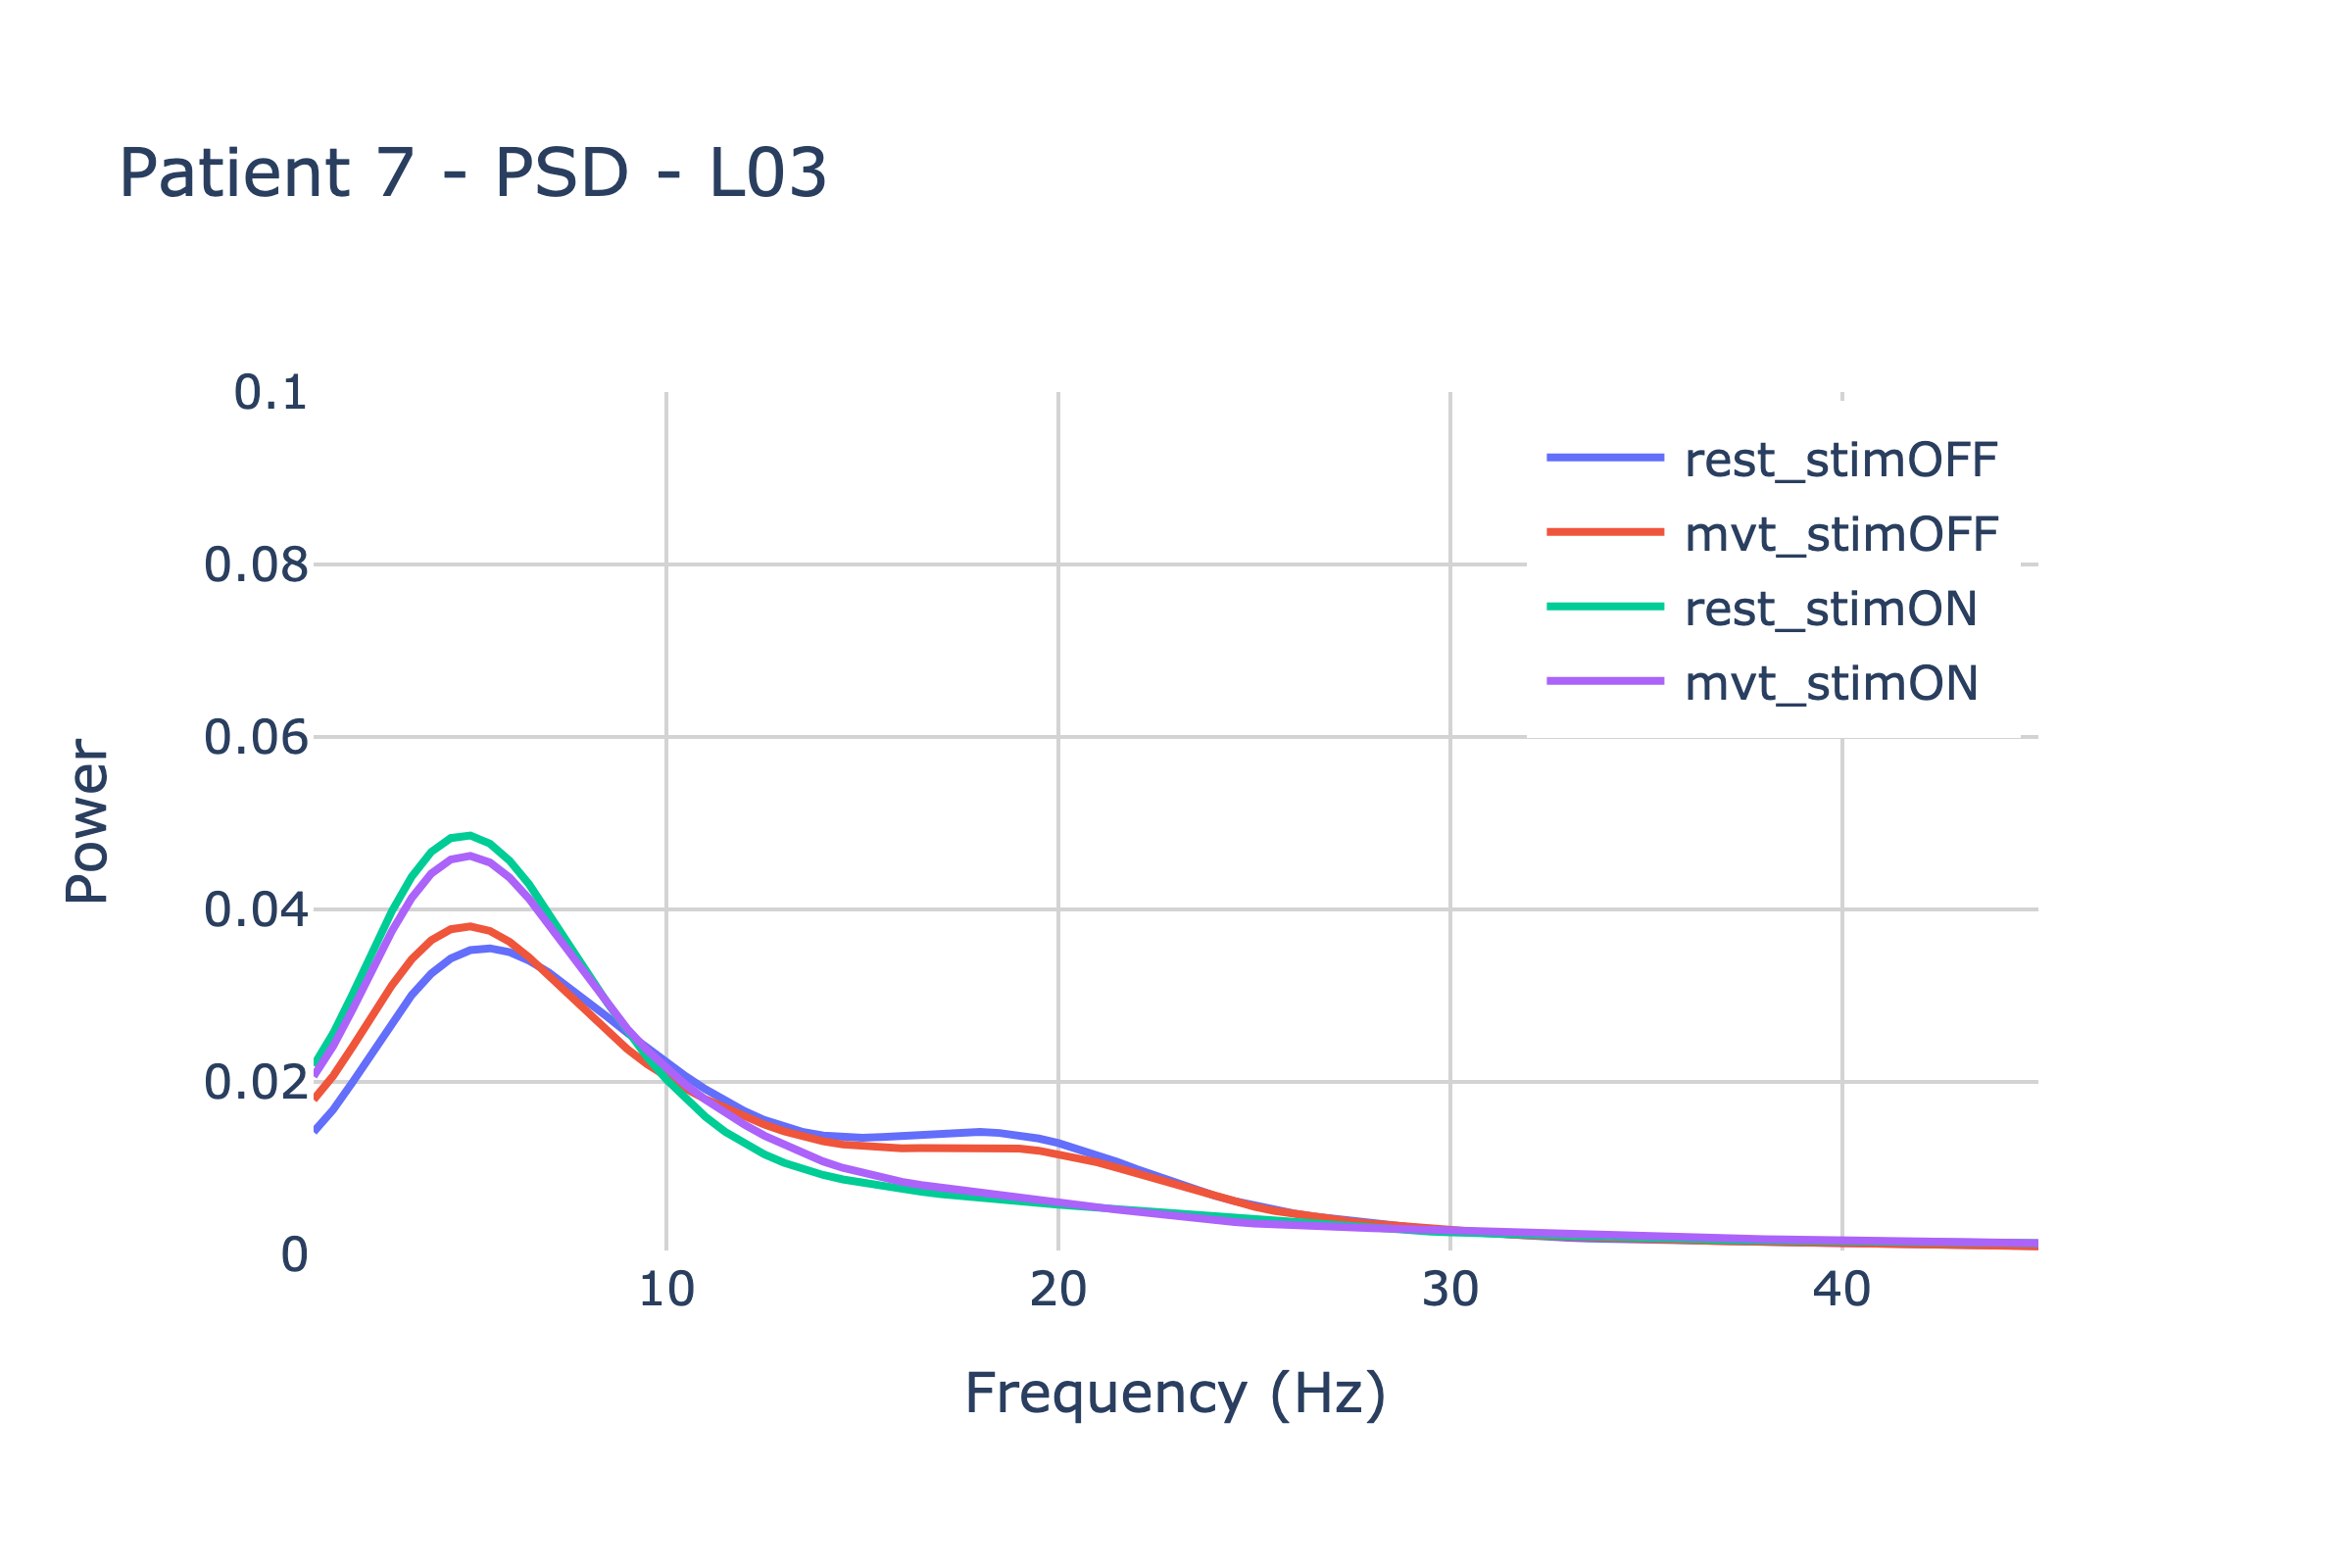 Patient 7 - PSD - L03
0.1
0.08
0.06
0.04
0.02
0
Power
rest_stimOFF
mvt_stimOFF
rest_stimON
mvt_stimON
10 20 30 40
Frequency (Hz)